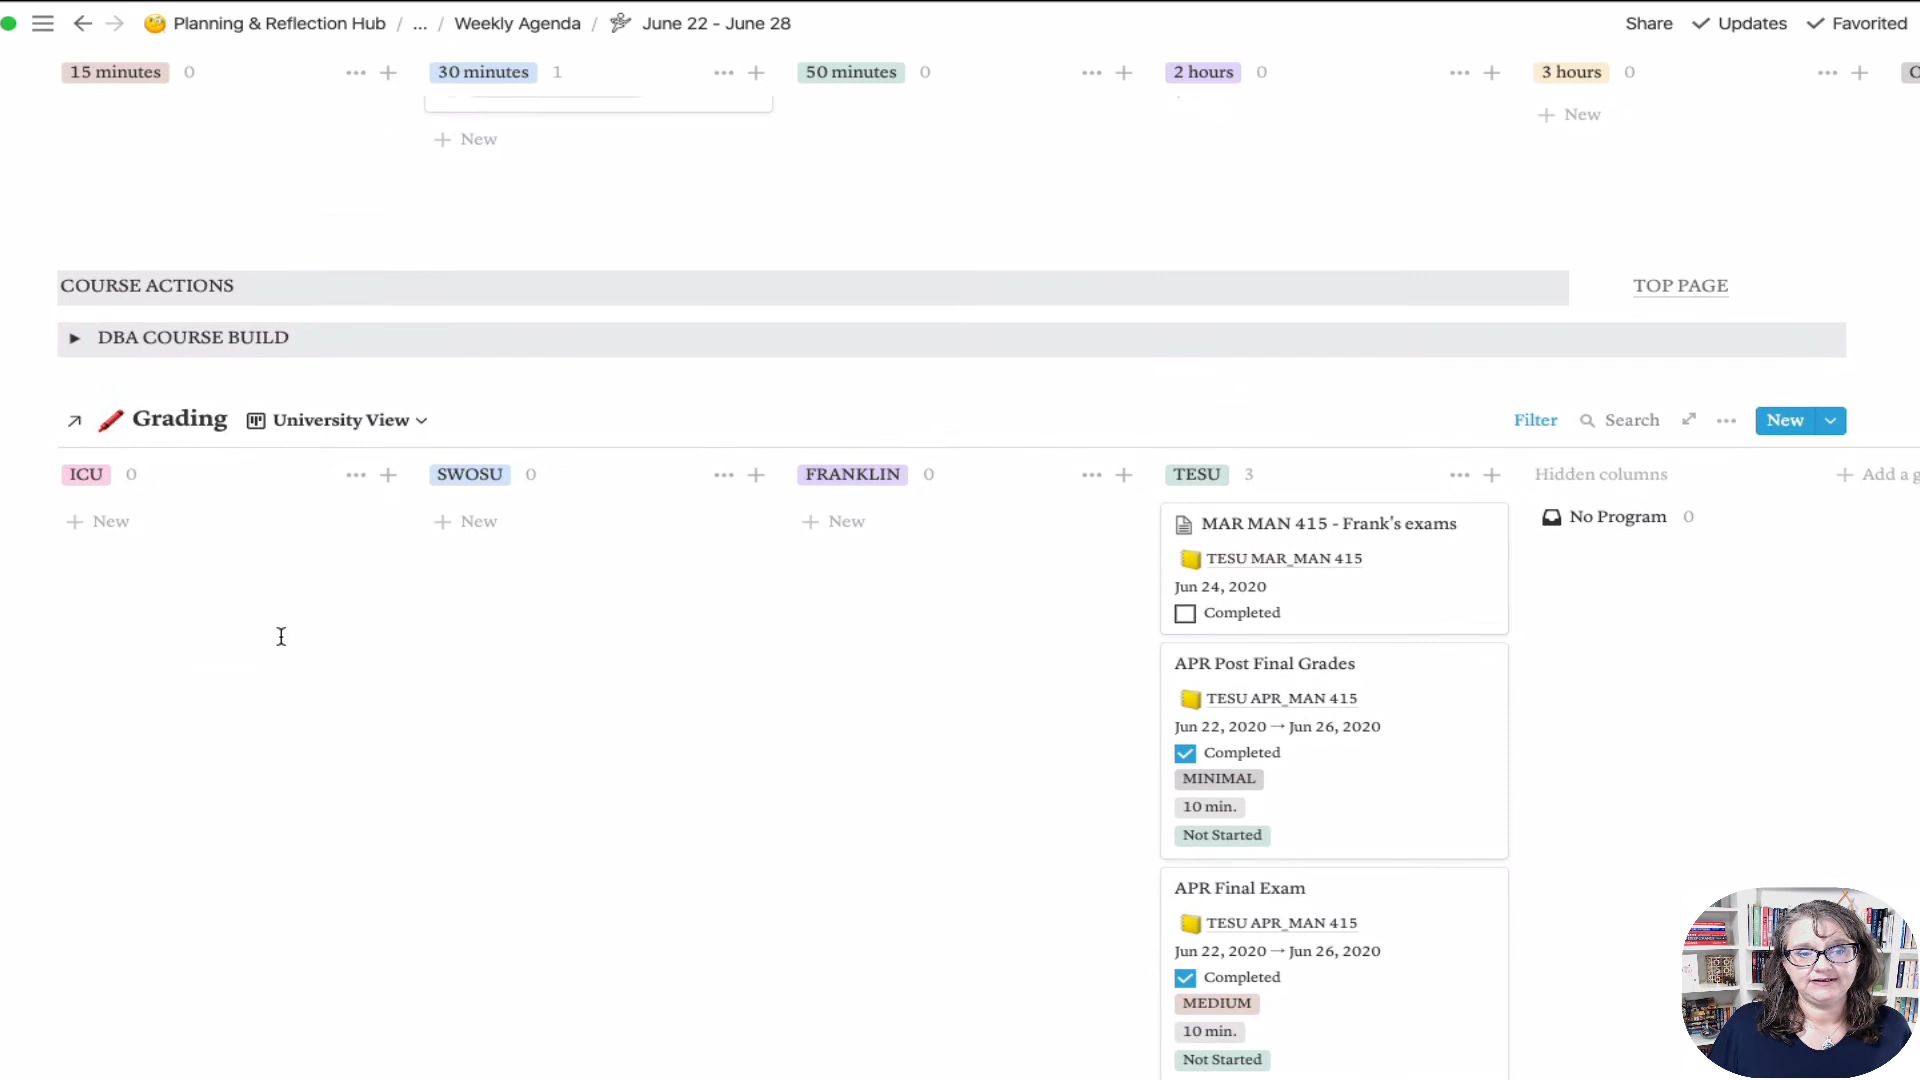 Planning & Reflection Hub / ... / Weekly Agenda / June 22 - June 28 Share Updates Favorited
15 minutes 0 30 minutes 1 50 minutes 0 2 hours 0 3 hours 0
New
New
COURSE ACTIONS TOP PAGE
DBA COURSE BUILD
Grading University View Filter Search New
ICU 0 SWOSU 0 FRANKLIN 0 TESU 3 Hidden columns Add a g
New New New No Program 0
MAR MAN 415 - Frank's exams
TESU MAR_MAN 415
Jun 24, 2020
Completed
APR Post Final Grades
TESU APR_MAN 415
Jun 22, 2020 → Jun 26, 2020
Completed
MINIMAL
10 min.
Not Started
APR Final Exam
TESU APR_MAN 415
Jun 22, 2020 → Jun 26, 2020
Completed
MEDIUM
10 min.
Not Started